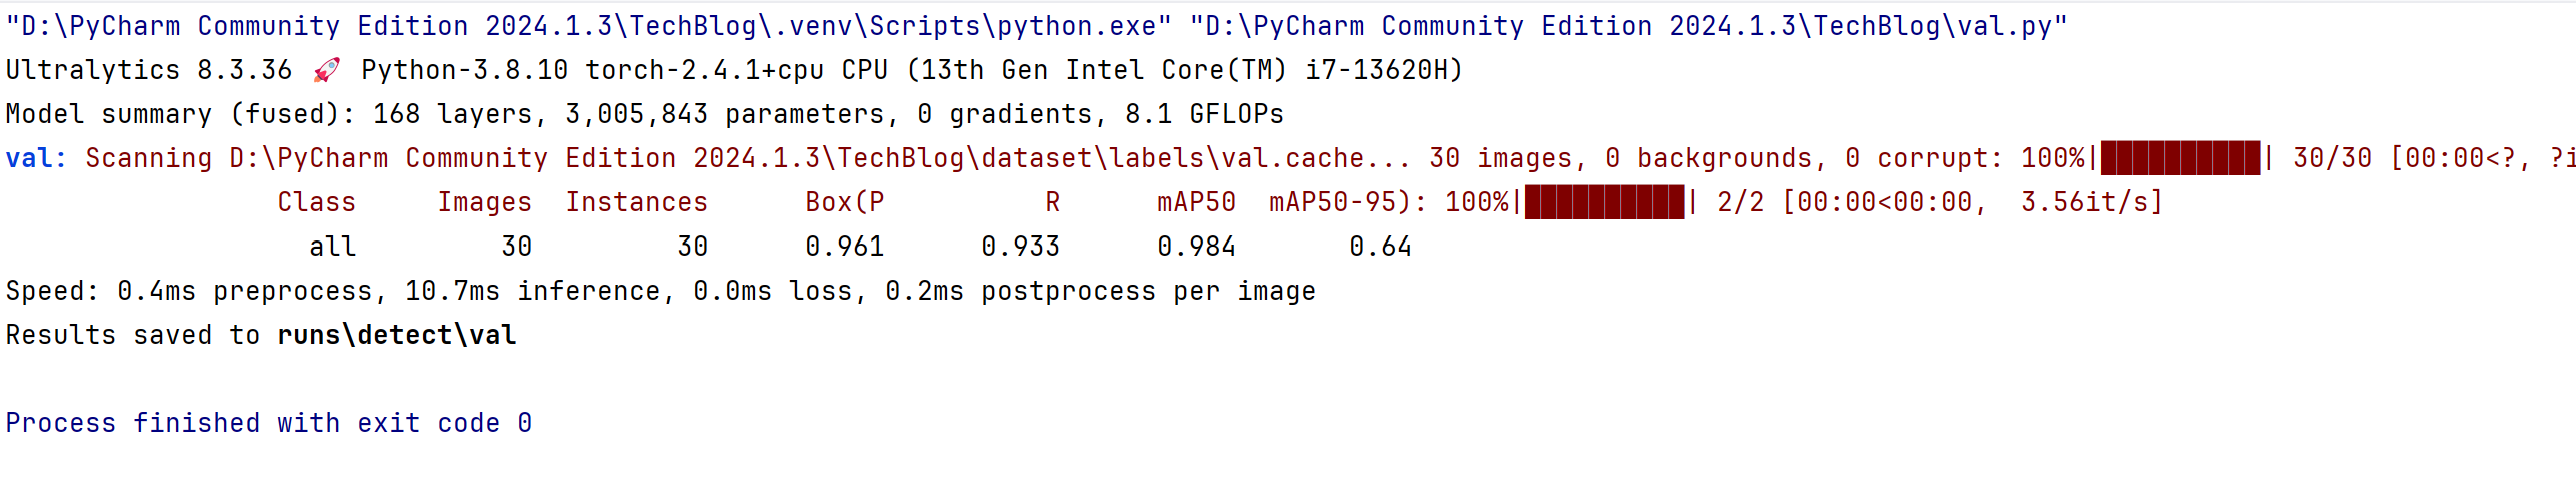 "D:\PyCharm Community Edition 2024.1.3\TechBlog\.venv\Scripts\python.exe" "D:\PyCharm Community Edition 2024.1.3\TechBlog\val.py"
Ultralytics 8.3.36 🚀 Python-3.8.10 torch-2.4.1+cpu CPU (13th Gen Intel Core(TM) i7-13620H)
Model summary (fused): 168 layers, 3,005,843 parameters, 0 gradients, 8.1 GFLOPs
val: Scanning D:\PyCharm Community Edition 2024.1.3\TechBlog\dataset\labels\val.cache... 30 images, 0 backgrounds, 0 corrupt: 100%|██████████| 30/30 [00:00<?, ?i
Class Images Instances Box(P R mAP50 mAP50-95): 100%|██████████| 2/2 [00:00<00:00, 3.56it/s]
all 30 30 0.961 0.933 0.984 0.64
Speed: 0.4ms preprocess, 10.7ms inference, 0.0ms loss, 0.2ms postprocess per image
Results saved to runs\detect\val
Process finished with exit code 0